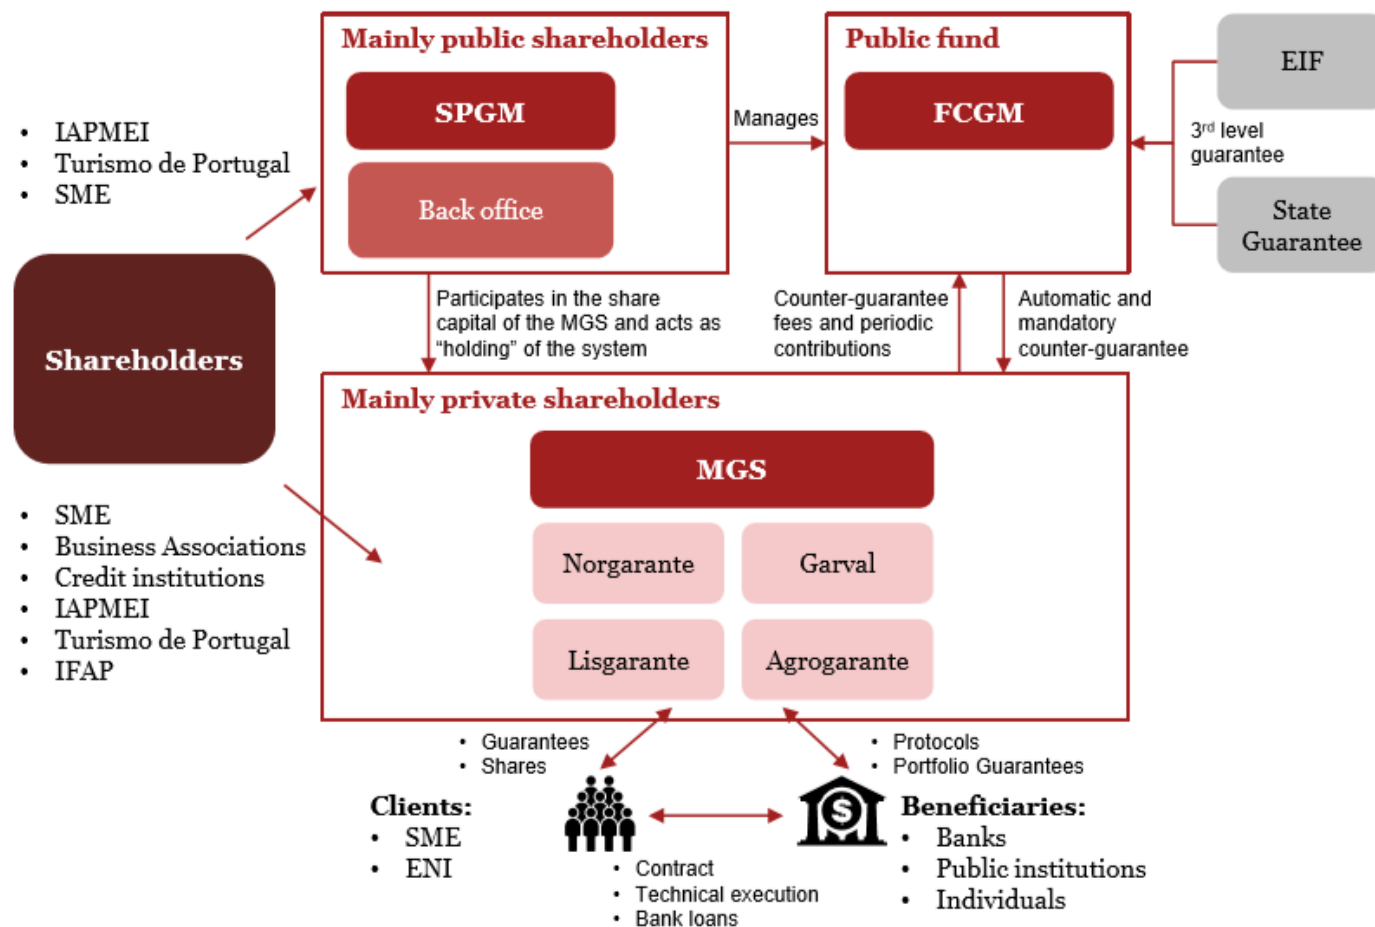 Mainly public shareholders
SPGM
Back office
Manages
Public fund
FCGM
EIF
3rd level
guarantee
State
Guarantee
• IAPMEI
• Turismo de Portugal
• SME
Shareholders
Participates in the share
capital of the MGS and acts as
“holding” of the system
Counter-guarantee
fees and periodic
contributions
Automatic and
mandatory
counter-guarantee
Mainly private shareholders
MGS
Norgarante
Garval
Lisgarante
Agrogarante
• SME
• Business Associations
• Credit institutions
• IAPMEI
• Turismo de Portugal
• IFAP
• Guarantees
• Shares
• Protocols
• Portfolio Guarantees
Clients:
• SME
• ENI
$
Beneficiaries:
• Banks
• Public institutions
• Individuals
• Contract
• Technical execution
• Bank loans